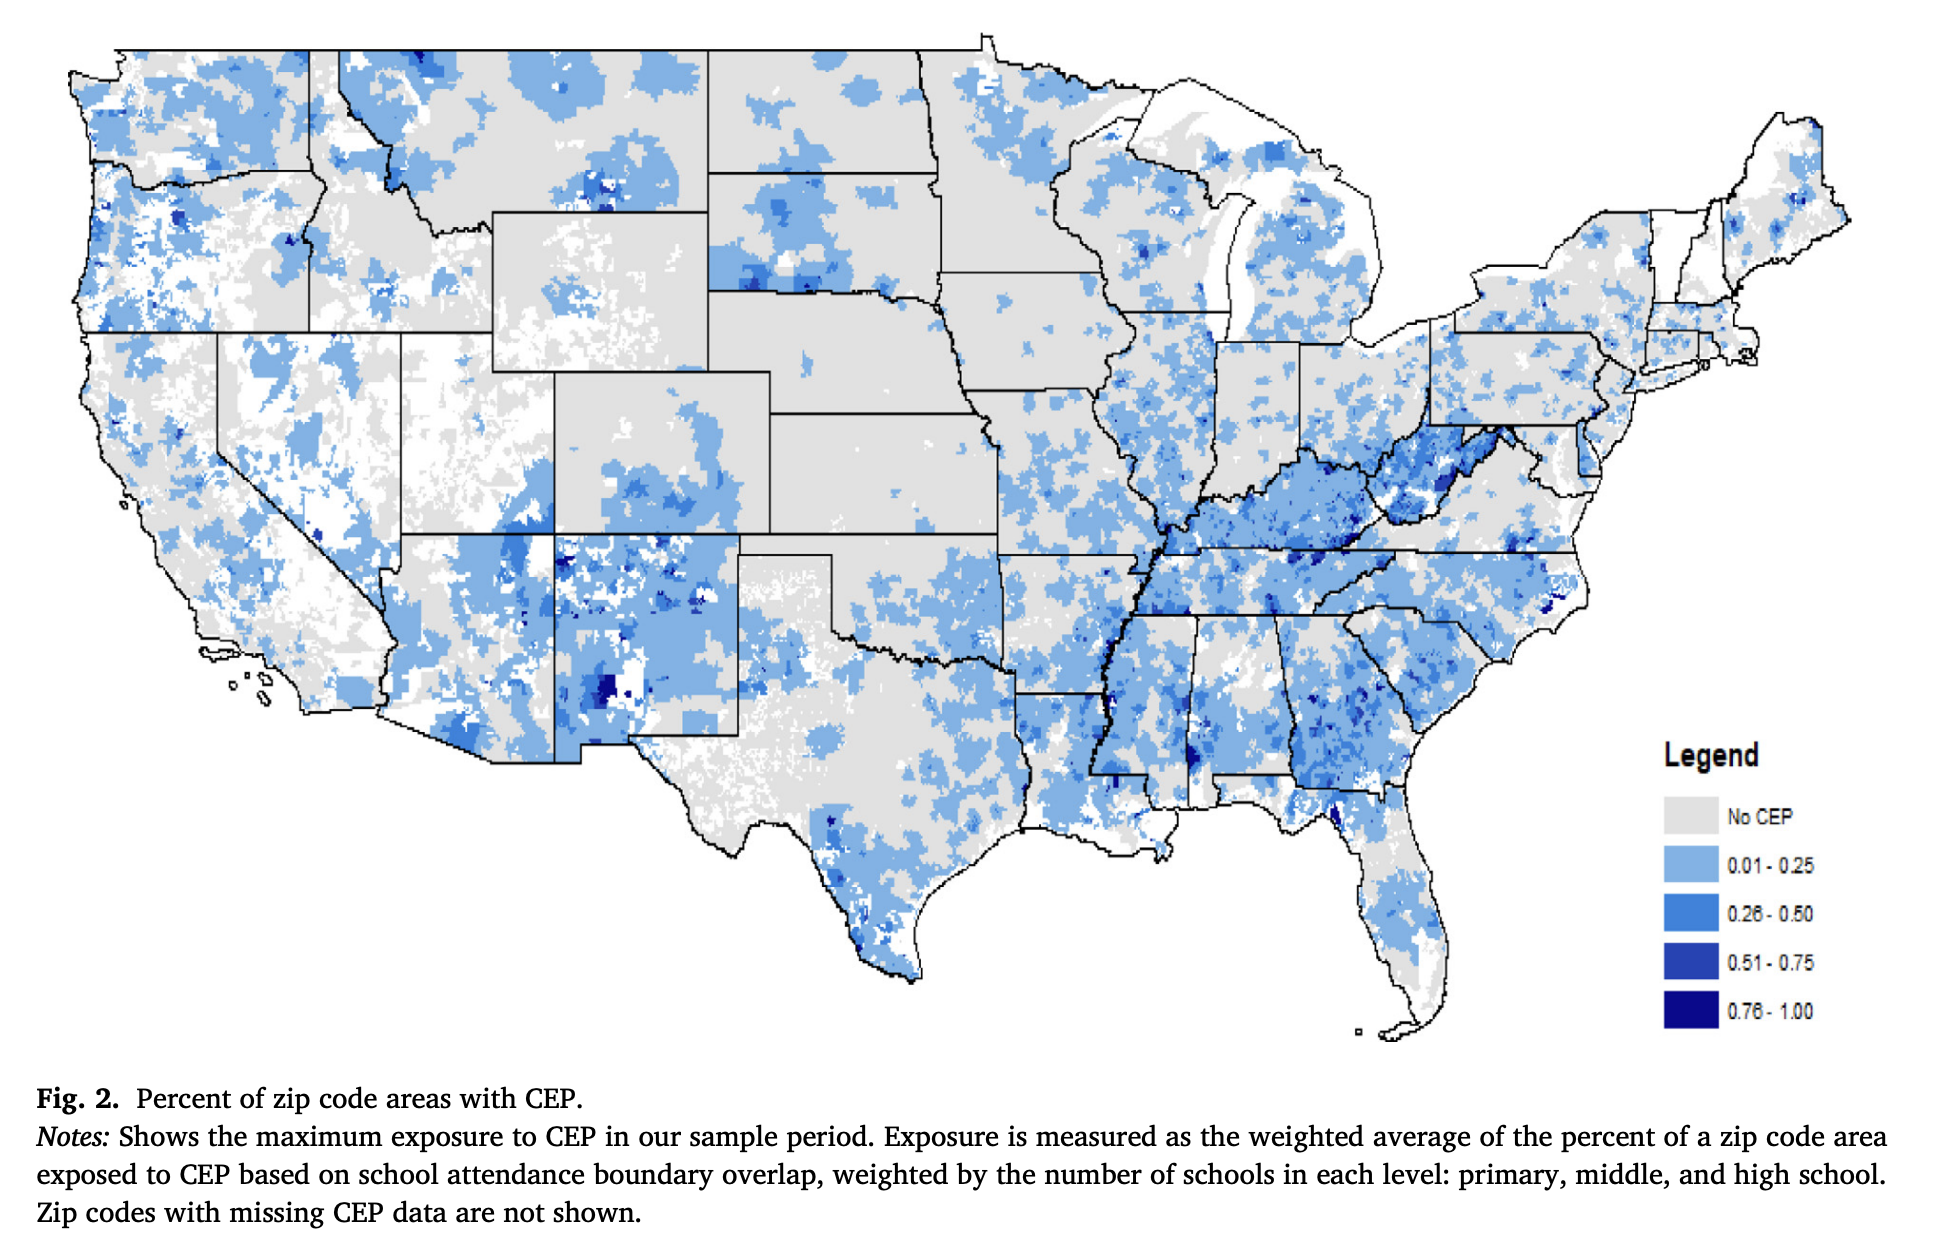 Legend
No CEP
0.01 - 0.25
0.26 - 0.50
0.51 - 0.75
0.76 - 1.00
Fig. 2. Percent of zip code areas with CEP.
Notes: Shows the maximum exposure to CEP in our sample period. Exposure is measured as the weighted average of the percent of a zip code area
exposed to CEP based on school attendance boundary overlap, weighted by the number of schools in each level: primary, middle, and high school.
Zip codes with missing CEP data are not shown.